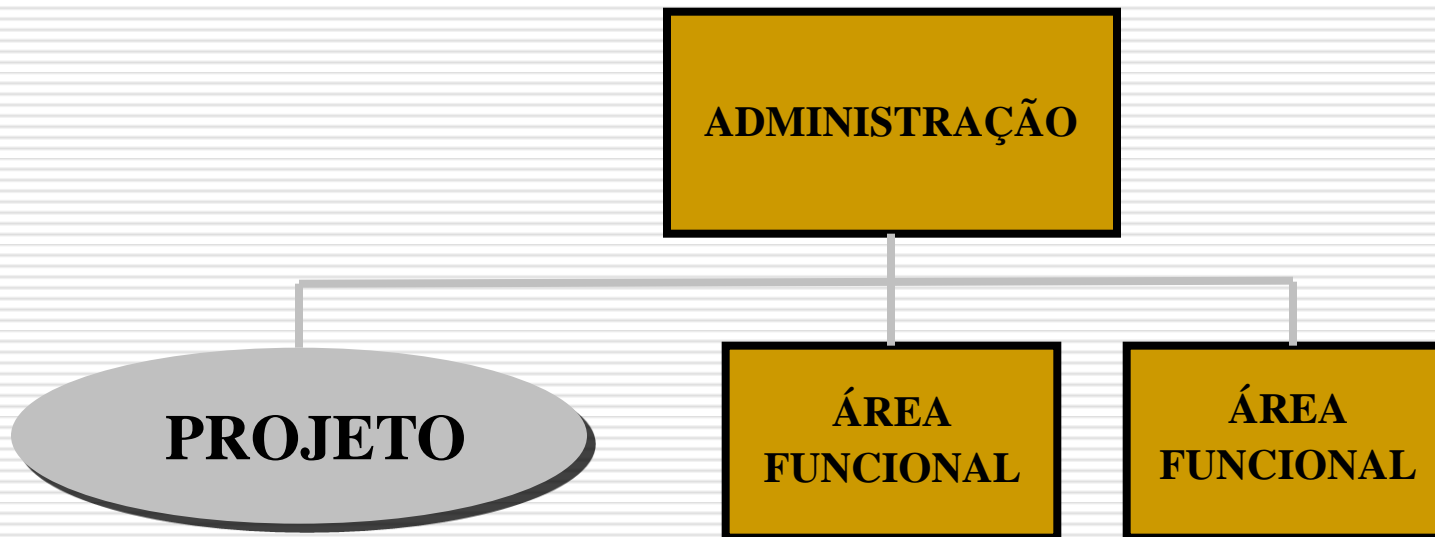 ADMINISTRAÇÃO
PROJETO
ÁREA
FUNCIONAL
ÁREA
FUNCIONAL